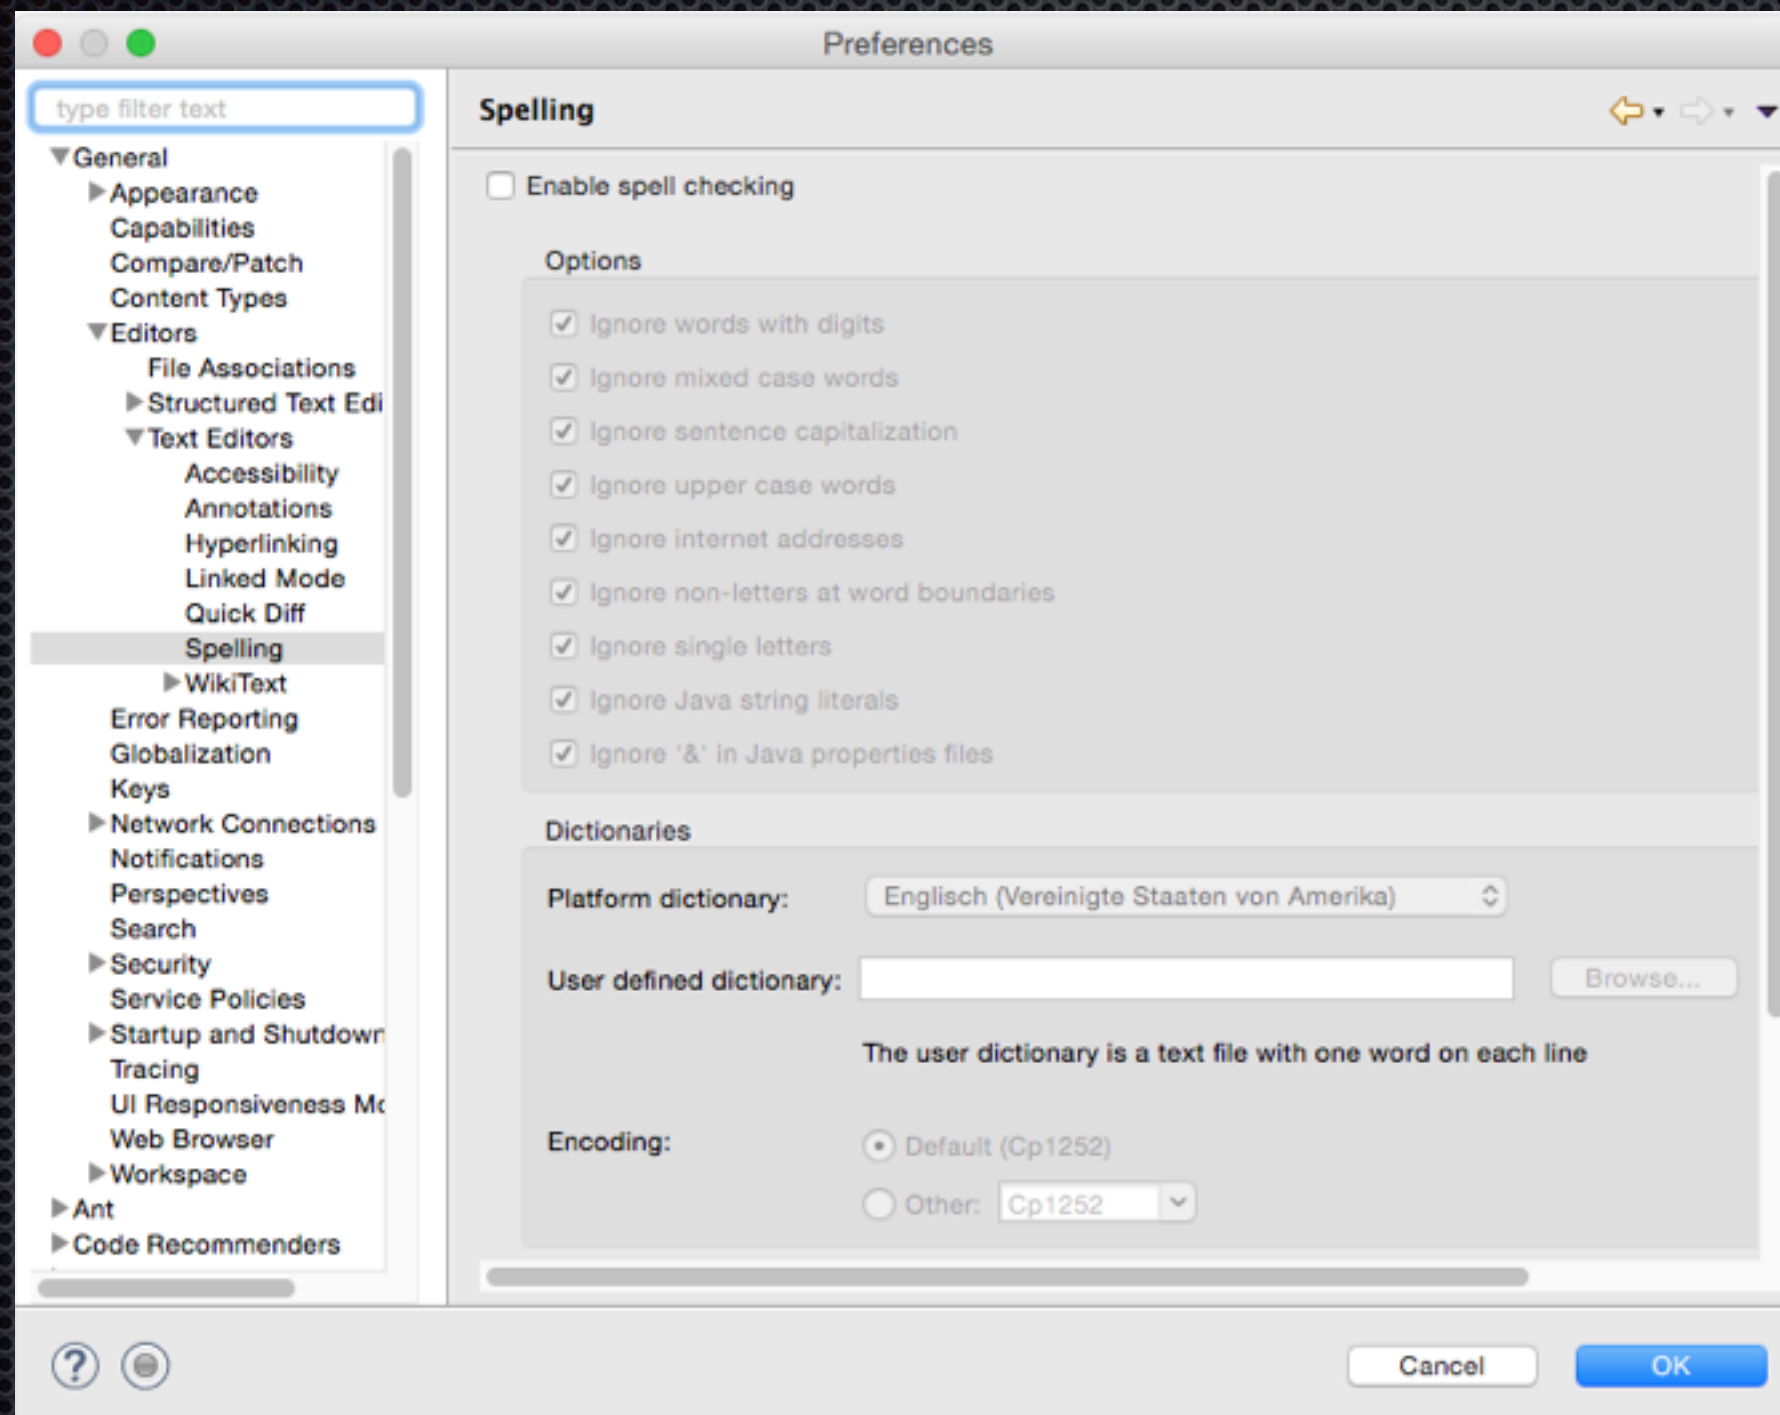 Preferences
type filter text
General
Appearance
Capabilities
Compare/Patch
Content Types
Editors
File Associations
Structured Text Edi
Text Editors
Accessibility
Annotations
Hyperlinking
Linked Mode
Quick Diff
Spelling
WikiText
Error Reporting
Globalization
Keys
Network Connections
Notifications
Perspectives
Search
Security
Service Policies
Startup and Shutdown
Tracing
UI Responsiveness Mo
Web Browser
Workspace
Ant
Code Recommenders
Spelling
Enable spell checking
Options
Ignore words with digits
Ignore mixed case words
Ignore sentence capitalization
Ignore upper case words
Ignore internet addresses
Ignore non-letters at word boundaries
Ignore single letters
Ignore Java string literals
Ignore '&' in Java properties files
Dictionaries
Platform dictionary: Englisch (Vereinigte Staaten von Amerika)
User defined dictionary: Browse...
The user dictionary is a text file with one word on each line
Encoding: Default (Cp1252)
Other: Cp1252
? Cancel OK